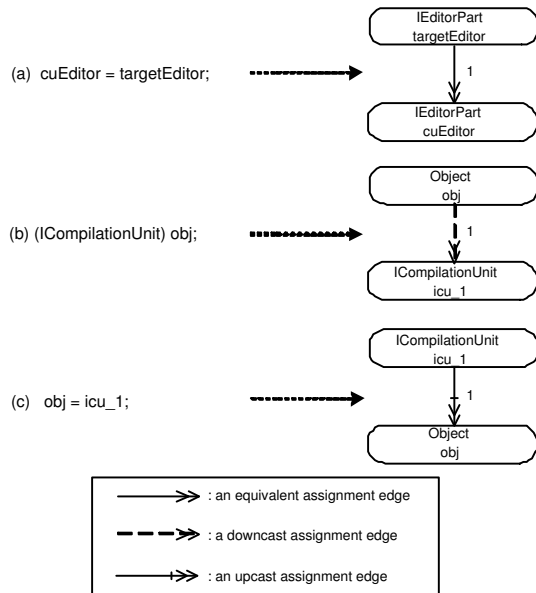 IEditorPart
targetEditor
(a) cuEditor = targetEditor;
1
IEditorPart
cuEditor
Object
obj
(b) (ICompilationUnit) obj;
1
ICompilationUnit
icu_1
ICompilationUnit
icu_1
(c) obj = icu_1;
1
Object
obj
: an equivalent assignment edge
: a downcast assignment edge
: an upcast assignment edge